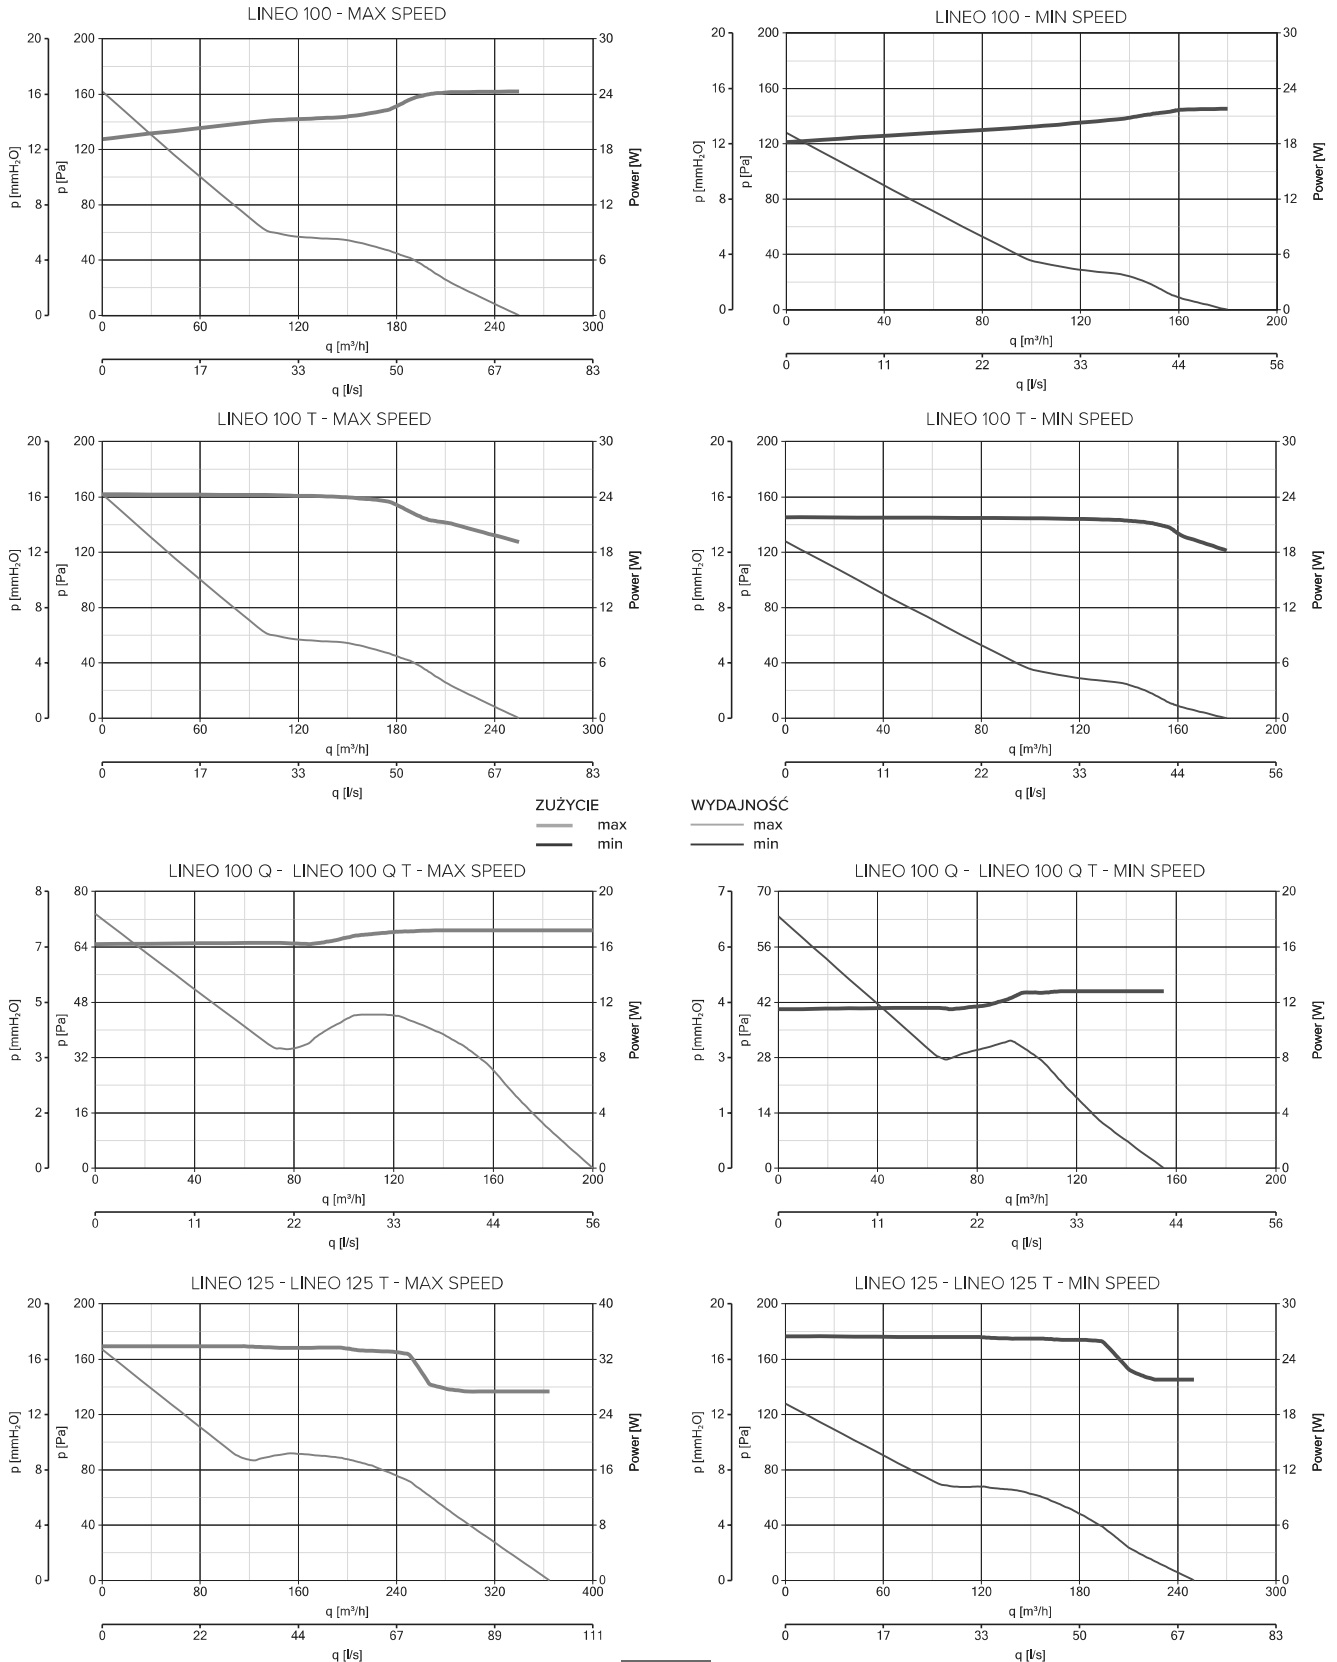 LINEO 100 - MAX SPEED
20 16 12 8 4 0
p [mmH₂O]
200 160 120 80 40 0
p [Pa]
30 24 18 12 6 0
Power [W]
0 60 120 180 240 300
q [m³/h]
0 17 33 50 67 83
q [l/s]
LINEO 100 - MIN SPEED
20 16 12 8 4 0
p [mmH₂O]
200 160 120 80 40 0
p [Pa]
30 24 18 12 6 0
Power [W]
0 40 80 120 160 200
q [m³/h]
0 11 22 33 44 56
q [l/s]
LINEO 100 T - MAX SPEED
20 16 12 8 4 0
p [mmH₂O]
200 160 120 80 40 0
p [Pa]
30 24 18 12 6 0
Power [W]
0 60 120 180 240 300
q [m³/h]
0 17 33 50 67 83
q [l/s]
LINEO 100 T - MIN SPEED
20 16 12 8 4 0
p [mmH₂O]
200 160 120 80 40 0
p [Pa]
30 24 18 12 6 0
Power [W]
0 40 80 120 160 200
q [m³/h]
0 11 22 33 44 56
q [l/s]
ZUŻYCIE
max
min
WYDAJNOŚĆ
max
min
LINEO 100 Q - LINEO 100 Q T - MAX SPEED
8 7 5 3 2 0
p [mmH₂O]
80 64 48 32 16 0
p [Pa]
20 16 12 8 4 0
Power [W]
0 40 80 120 160 200
q [m³/h]
0 11 22 33 44 56
q [l/s]
LINEO 100 Q - LINEO 100 Q T - MIN SPEED
7 6 4 3 1 0
p [mmH₂O]
70 56 42 28 14 0
p [Pa]
20 16 12 8 4 0
Power [W]
0 40 80 120 160 200
q [m³/h]
0 11 22 33 44 56
q [l/s]
LINEO 125 - LINEO 125 T - MAX SPEED
20 16 12 8 4 0
p [mmH₂O]
200 160 120 80 40 0
p [Pa]
40 32 24 16 8 0
Power [W]
0 80 160 240 320 400
q [m³/h]
0 22 44 67 89 111
q [l/s]
LINEO 125 - LINEO 125 T - MIN SPEED
20 16 12 8 4 0
p [mmH₂O]
200 160 120 80 40 0
p [Pa]
30 24 18 12 6 0
Power [W]
0 60 120 180 240 300
q [m³/h]
0 17 33 50 67 83
q [l/s]